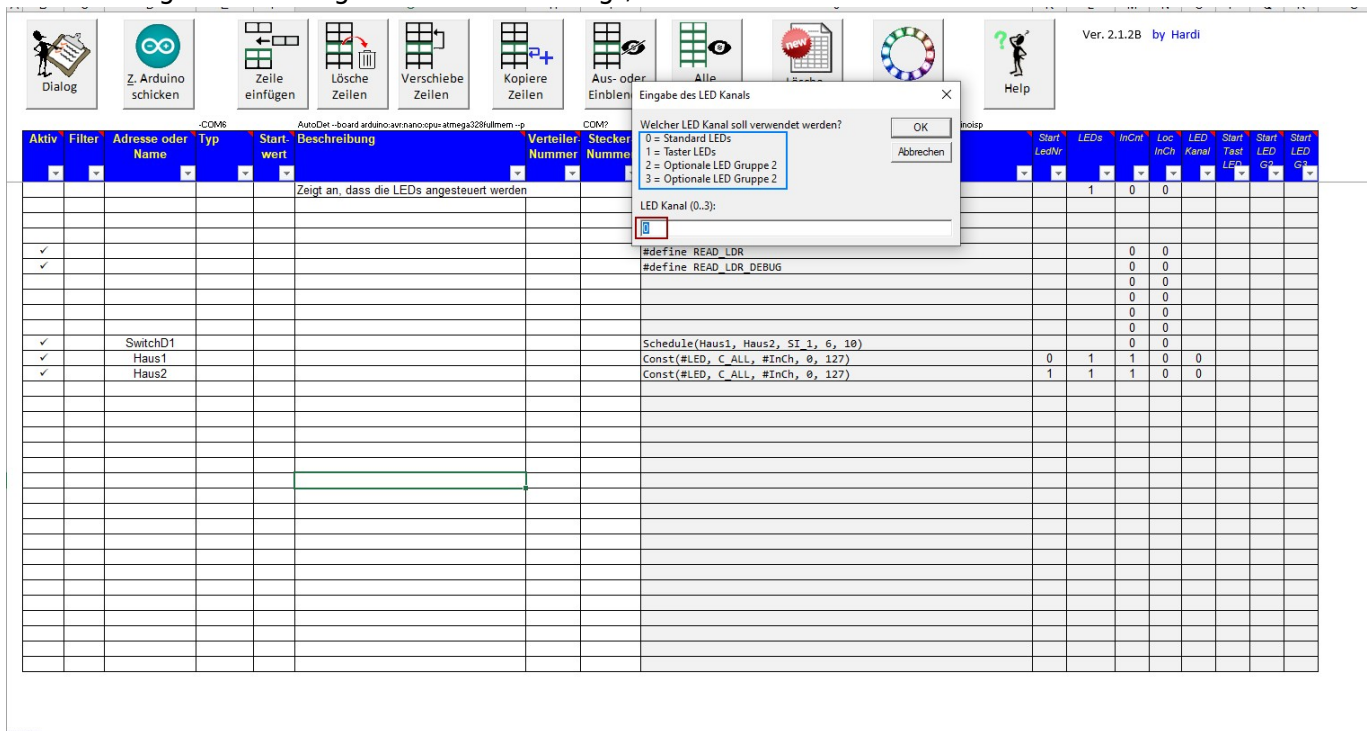 Dialog
Z. Arduino schicken
Zeile einfügen
Lösche Zeilen
Verschiebe Zeilen
Kopiere Zeilen
Aus- oder Einblen
Alle
new
Help
Ver. 2.1.2B by Hardi
Eingabe des LED Kanals
Welcher LED Kanal soll verwendet werden?
0 = Standard LEDs
1 = Taster LEDs
2 = Optionale LED Gruppe 2
3 = Optionale LED Gruppe 2
LED Kanal (0..3):
0
OK
Abbrechen
-COM6 AutoDet --board arduino:avr:nano:cpu=atmega328fullmem --p COM? inoisp
Aktiv Filter Adresse oder Name Typ Start-wert Beschreibung Verteiler-Nummer Stecker Numme Start LedNr LEDs InCnt Loc InCh LED Kanal Start Tast LED Start LED G2 Start LED G3
Zeigt an, dass die LEDs angesteuert werden 1 0 0
✓ #define READ_LDR 0 0
✓ #define READ_LDR_DEBUG 0 0
0 0
0 0
0 0
0 0
✓ SwitchD1 Schedule(Haus1, Haus2, SI_1, 6, 10) 0 0
✓ Haus1 Const(#LED, C_ALL, #InCh, 0, 127) 0 1 1 0 0
✓ Haus2 Const(#LED, C_ALL, #InCh, 0, 127) 1 1 1 0 0